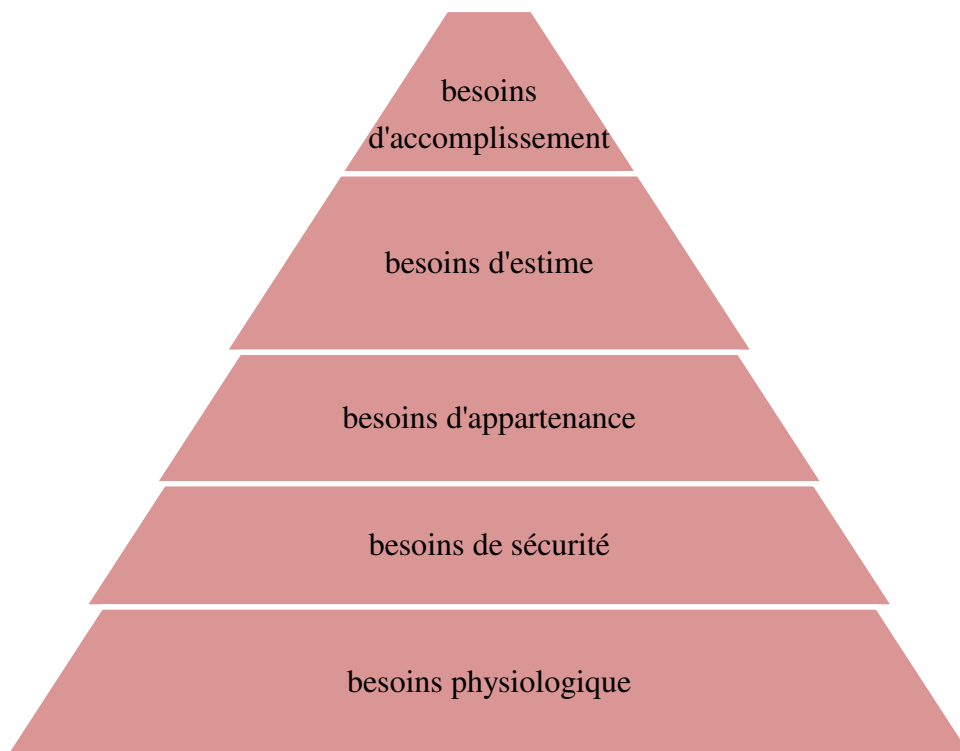 besoins
d'accomplissement
besoins d'estime
besoins d'appartenance
besoins de sécurité
besoins physiologique